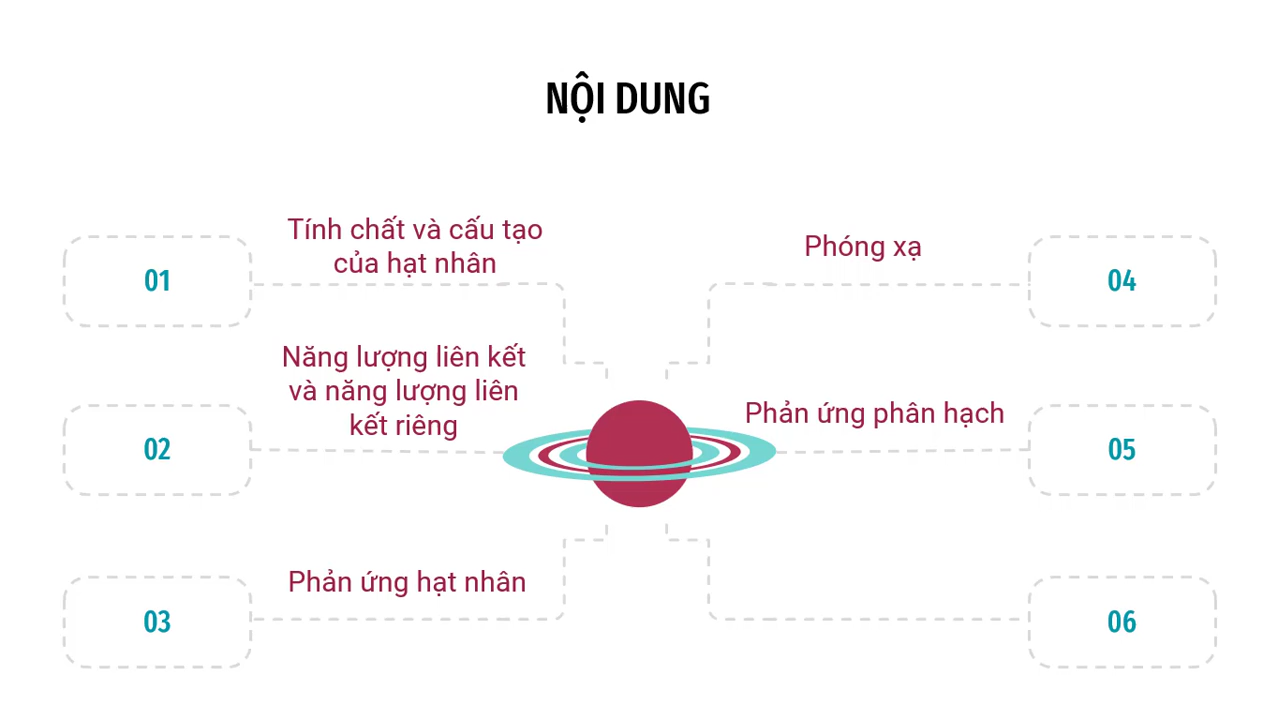 NỘI DUNG
01
Tính chất và cấu tạo
của hạt nhân
02
Năng lượng liên kết
và năng lượng liên
kết riêng
03
Phản ứng hạt nhân
Phóng xạ
04
Phản ứng phân hạch
05
06